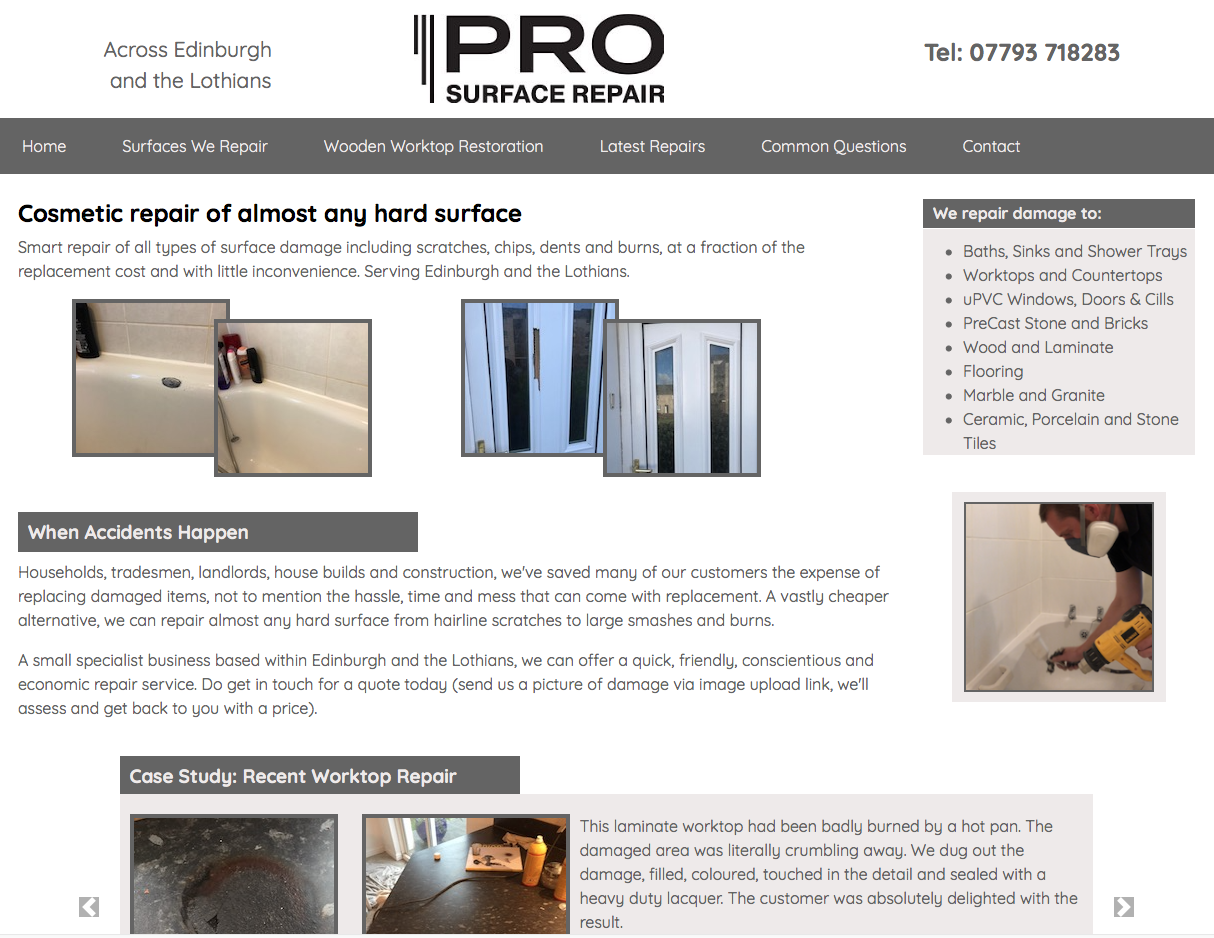 Across Edinburgh
and the Lothians
PRO
SURFACE REPAIR
Tel: 07793 718283
Home
Surfaces We Repair
Wooden Worktop Restoration
Latest Repairs
Common Questions
Contact
Cosmetic repair of almost any hard surface
Smart repair of all types of surface damage including scratches, chips, dents and burns, at a fraction of the
replacement cost and with little inconvenience. Serving Edinburgh and the Lothians.
We repair damage to:
Baths, Sinks and Shower Trays
Worktops and Countertops
uPVC Windows, Doors & Cills
PreCast Stone and Bricks
Wood and Laminate
Flooring
Marble and Granite
Ceramic, Porcelain and Stone
Tiles
When Accidents Happen
Households, tradesmen, landlords, house builds and construction, we've saved many of our customers the expense of
replacing damaged items, not to mention the hassle, time and mess that can come with replacement. A vastly cheaper
alternative, we can repair almost any hard surface from hairline scratches to large smashes and burns.
A small specialist business based within Edinburgh and the Lothians, we can offer a quick, friendly, conscientious and
economic repair service. Do get in touch for a quote today (send us a picture of damage via image upload link, we'll
assess and get back to you with a price).
Case Study: Recent Worktop Repair
This laminate worktop had been badly burned by a hot pan. The
damaged area was literally crumbling away. We dug out the
damage, filled, coloured, touched in the detail and sealed with a
heavy duty lacquer. The customer was absolutely delighted with the
result.